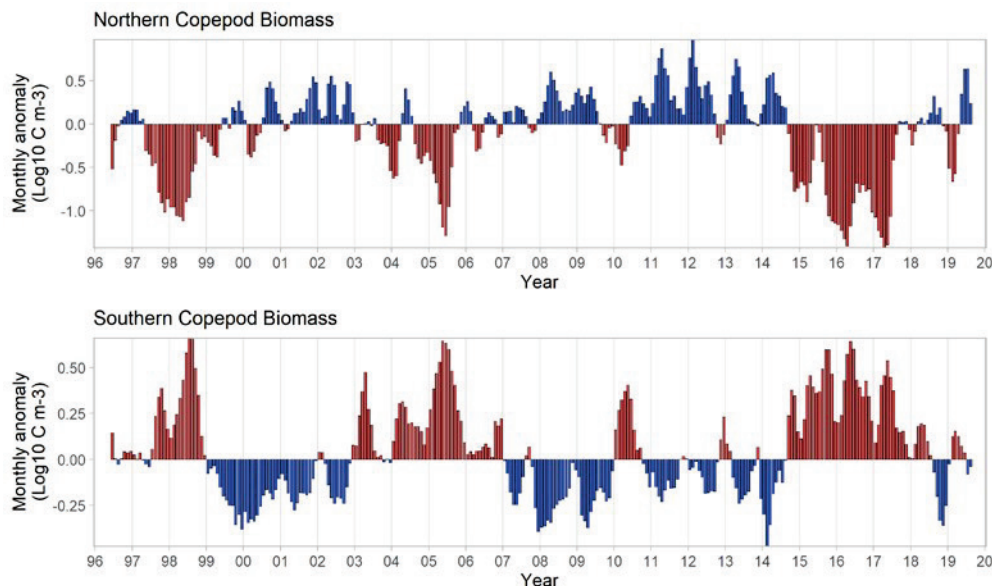 Northern Copepod Biomass
Monthly anomaly
(Log10 C m-3)
0.5
0.0
-0.5
-1.0
96 97 98 99 00 01 02 03 04 05 06 07 08 09 10 11 12 13 14 15 16 17 18 19 20
Year
Southern Copepod Biomass
Monthly anomaly
(Log10 C m-3)
0.50
0.25
0.00
-0.25
96 97 98 99 00 01 02 03 04 05 06 07 08 09 10 11 12 13 14 15 16 17 18 19 20
Year